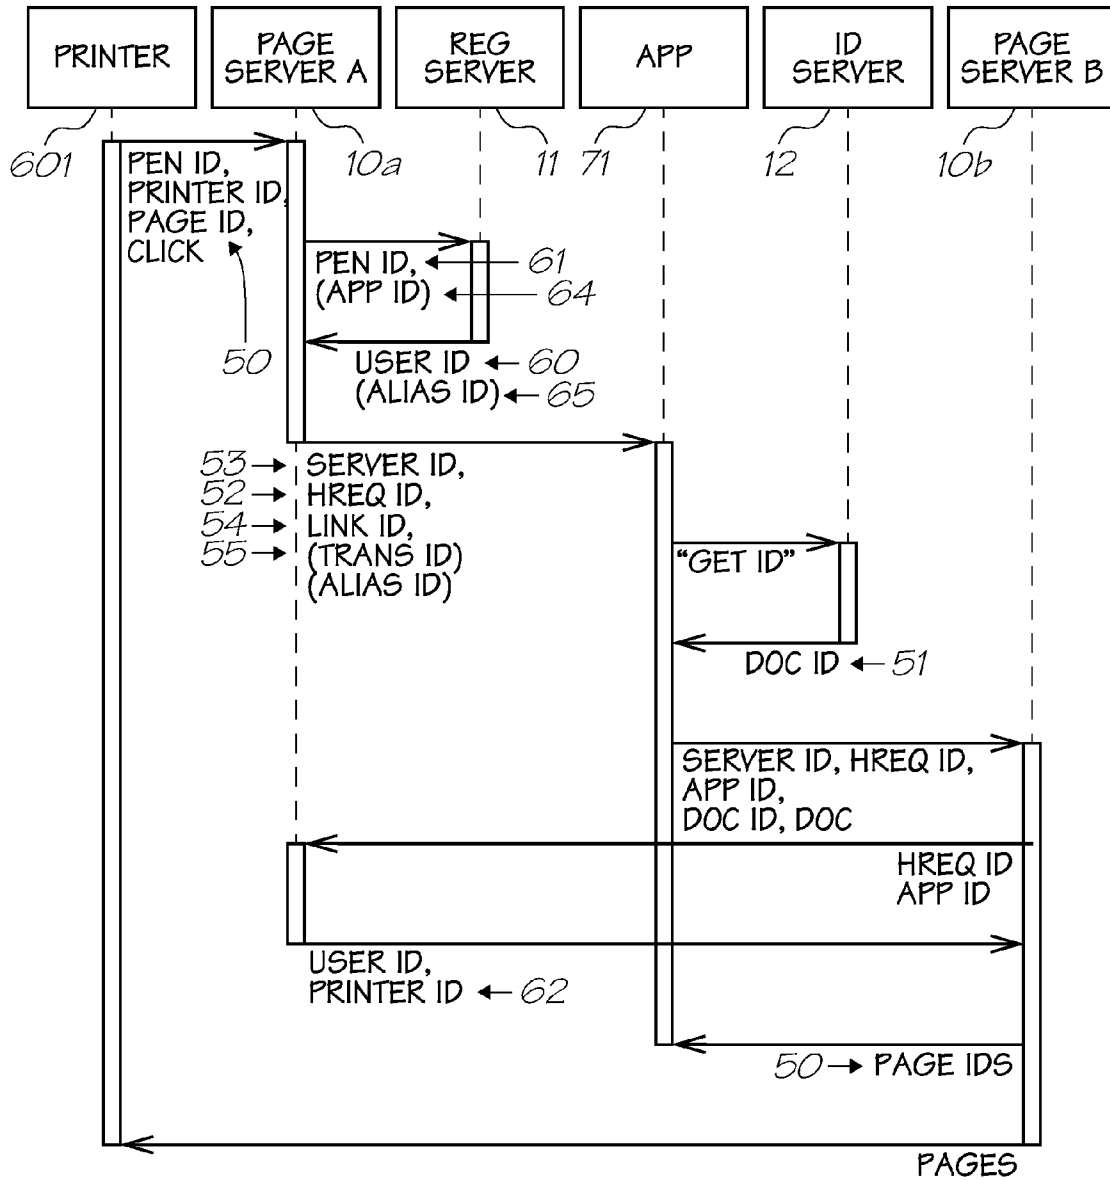 PRINTER
PAGE
SERVER A
REG
SERVER
APP
ID
SERVER
PAGE
SERVER B
601
10a
11
71
12
10b
PEN ID,
PRINTER ID,
PAGE ID,
CLICK
50
PEN ID, 61
(APP ID) 64
USER ID 60
(ALIAS ID) 65
53 SERVER ID,
52 HREQ ID,
54 LINK ID,
55 (TRANS ID)
(ALIAS ID)
“GET ID”
DOC ID 51
SERVER ID, HREQ ID,
APP ID,
DOC ID, DOC
HREQ ID
APP ID
USER ID,
PRINTER ID 62
50 PAGE IDS
PAGES